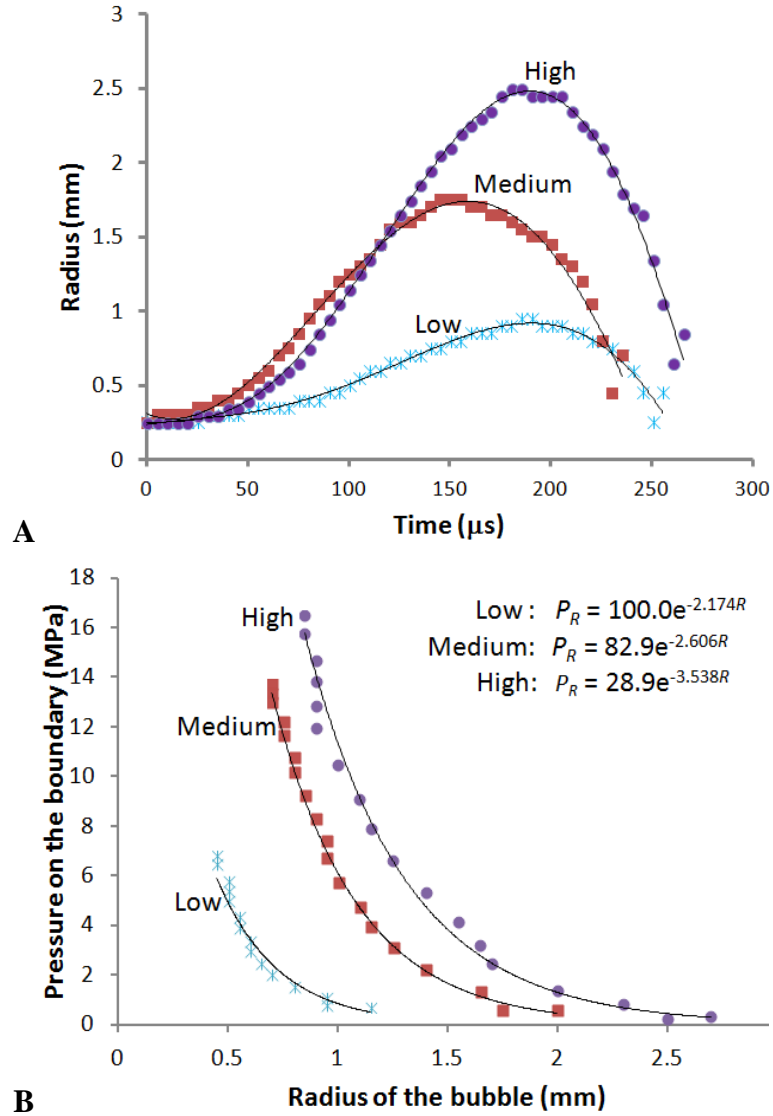 3
2.5
2
1.5
1
0.5
0
Radius (mm)
High
Medium
Low
0 50 100 150 200 250 300
Time (µs)
A
18
16
14
12
10
8
6
4
2
0
Pressure on the boundary (MPa)
High
Medium
Low
Low : P_R = 100.0e^-2.174R
Medium: P_R = 82.9e^-2.606R
High: P_R = 28.9e^-3.538R
0 0.5 1 1.5 2 2.5
Radius of the bubble (mm)
B